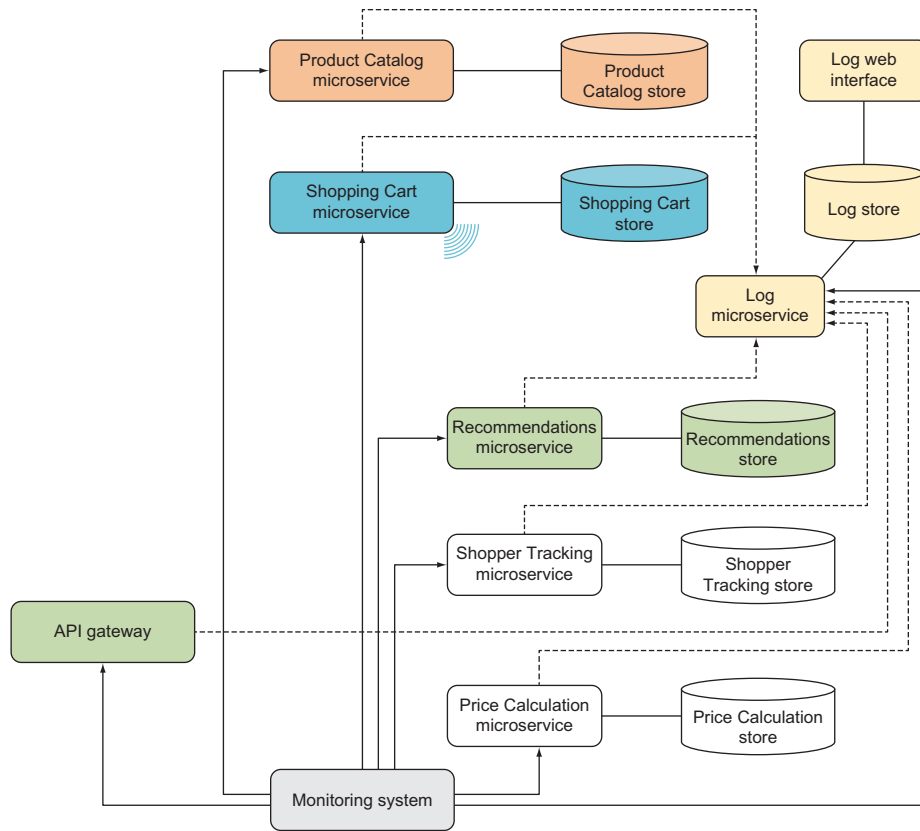 Product Catalog
microservice
Product
Catalog store
Log web
interface
Shopping Cart
microservice
Shopping Cart
store
Log store
Log
microservice
Recommendations
microservice
Recommendations
store
Shopper Tracking
microservice
Shopper
Tracking store
API gateway
Price Calculation
microservice
Price Calculation
store
Monitoring system